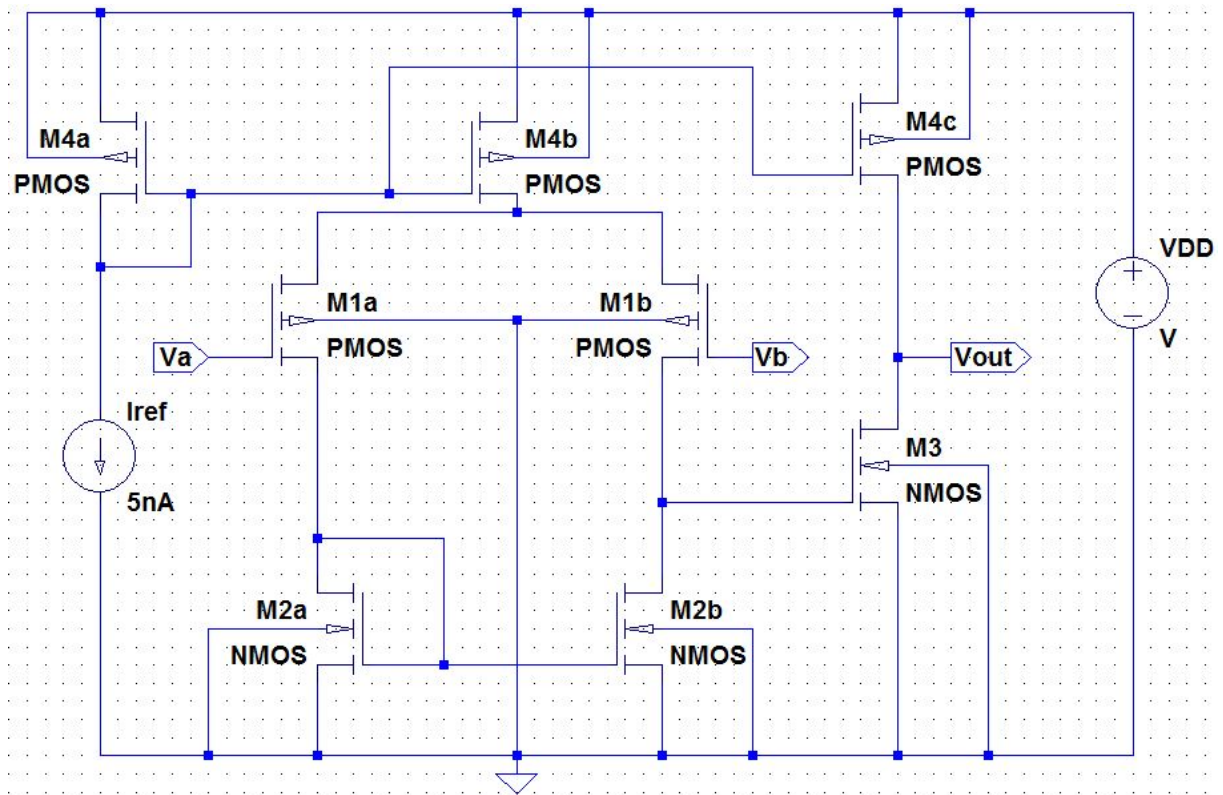 M4a
PMOS
M4b
PMOS
M4c
PMOS
VDD
V
M1a
PMOS
M1b
PMOS
Va
Vb
Vout
Iref
5nA
M3
NMOS
M2a
NMOS
M2b
NMOS